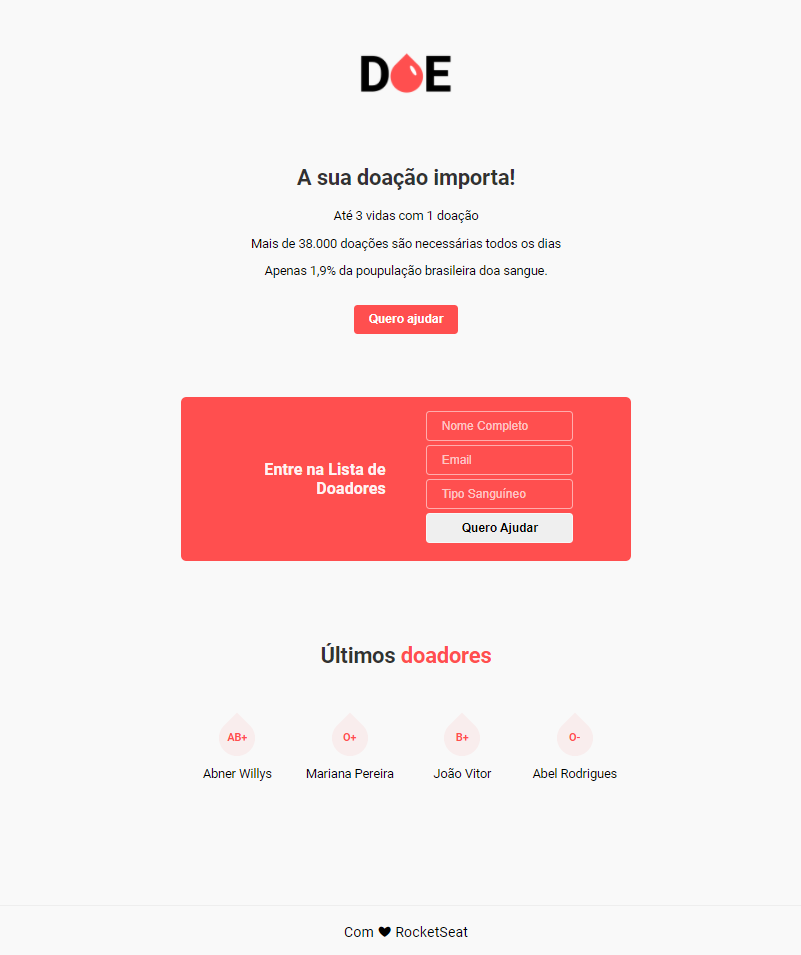 DOE
A sua doação importa!
Até 3 vidas com 1 doação
Mais de 38.000 doações são necessárias todos os dias
Apenas 1,9% da poupulação brasileira doa sangue.
Quero ajudar
Entre na Lista de
Doadores
Nome Completo
Email
Tipo Sanguíneo
Quero Ajudar
Últimos doadores
AB+ O+ B+ O-
Abner Willys Mariana Pereira João Vitor Abel Rodrigues
Com ♥ RocketSeat